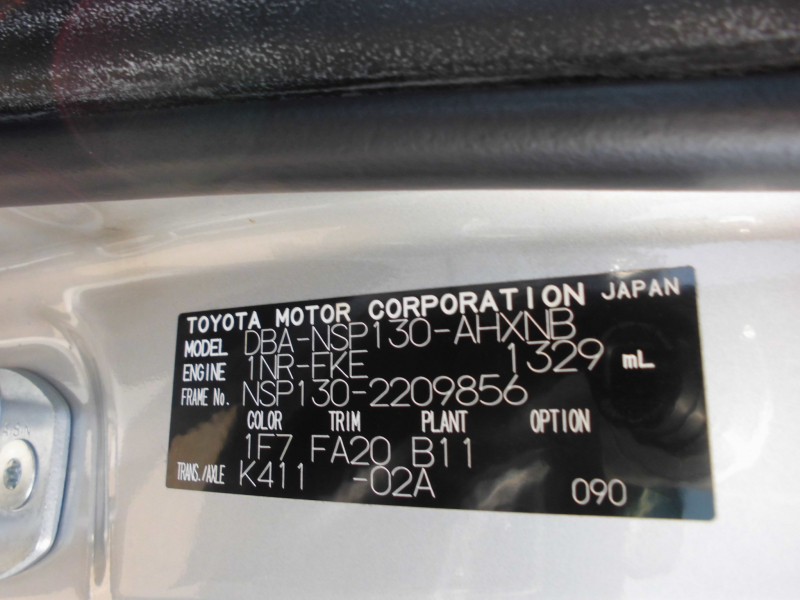 TOYOTA MOTOR CORPORATION JAPAN
MODEL DBA-NSP130-AHXNB
ENGINE 1NR-FKE 1329 mL
FRAME No. NSP130-2209856
COLOR TRIM PLANT OPTION
1F7 FA20 B11
TRANS./AXLE K411 -02A 090